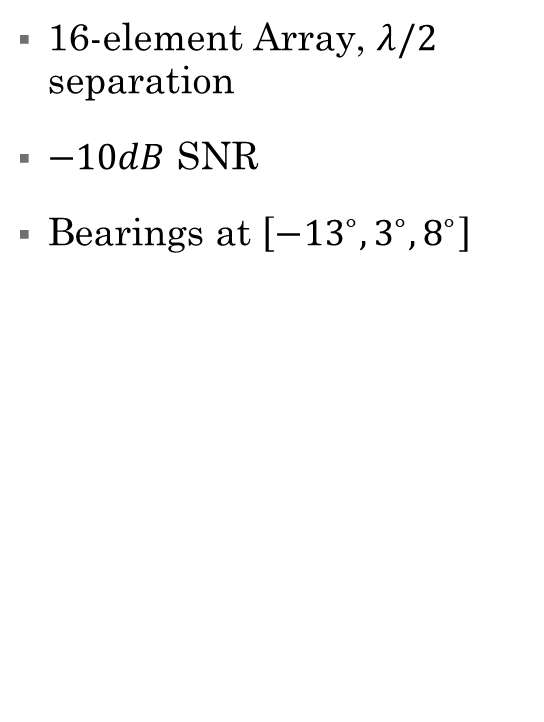 ▪ 16-element Array, 𝜆/2
separation
▪ −10𝑑𝐵 SNR
▪ Bearings at [−13°, 3°, 8°]